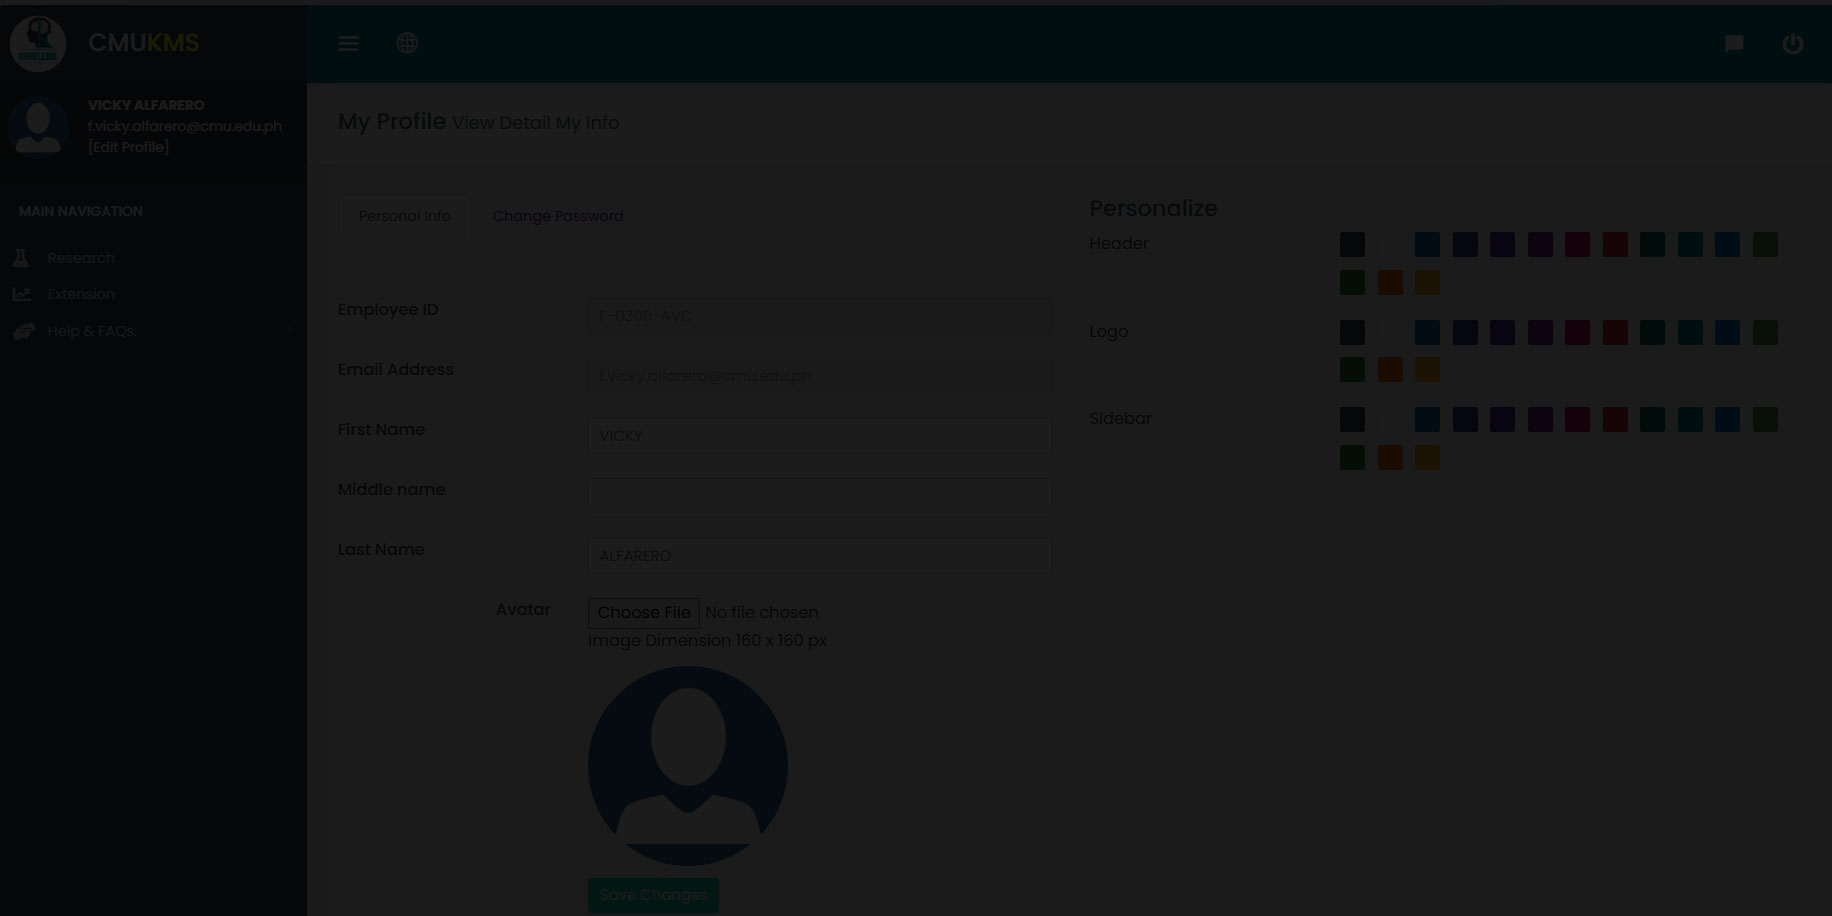 CMUKMS
VICKY ALFARERO
f.vicky.alfarero@cmu.edu.ph
[Edit Profile]
MAIN NAVIGATION
Research
Extension
Help & FAQs:
My Profile View Detail My Info
Personal Info Change Password
Employee ID F-0308-AVC
Email Address f.vicky.alfarero@cmu.edu.ph
First Name VICKY
Middle name
Last Name ALFARERO
Avatar Choose File No file chosen
Image Dimension 160 x 160 px
Save Changes
Personalize
Header
Logo
Sidebar